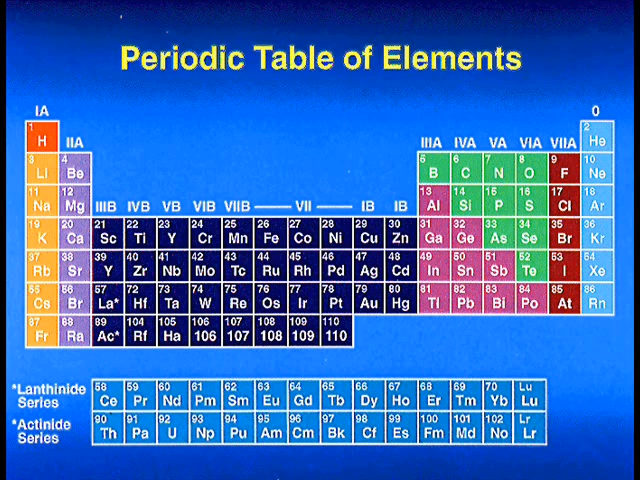 Periodic Table of Elements
IA 0
1 2
H IIA IIIA IVA VA VIA VIIA He
3 4 5 6 7 8 9 10
Li Be B C N O F Ne
11 12 13 14 15 16 17 18
Na Mg IIIB IVB VB VIB VIIB —— VII —— IB IB Al Si P S Cl Ar
19 20 21 22 23 24 25 26 27 28 29 30 31 32 33 34 35 36
K Ca Sc Ti Y Cr Mn Fe Co Ni Cu Zn Ga Ge As Se Br Kr
37 38 39 40 41 42 43 44 45 46 47 48 49 50 51 52 53 54
Rb Sr Y Zr Nb Mo Tc Ru Rh Pd Ag Cd In Sn Sb Te I Xe
55 56 57 72 73 74 75 76 77 78 79 80 81 82 83 84 85 86
Cs Br La* Hf Ta W Re Os Ir Pt Au Hg Tl Pb Bi Po At Rn
87 88 89 104 105 106 107 108 109 110
Fr Ra Ac* Rf Ha 106 107 108 109 110
*Lanthinide Series
58 59 60 61 62 63 64 65 66 67 68 69 70 Lu
Ce Pr Nd Pm Sm Eu Gd Tb Dy Ho Er Tm Yb Lu
*Actinide Series
90 91 92 93 94 95 96 97 98 99 100 101 102 Lr
Th Pa U Np Pu Am Cm Bk Cf Es Fm Md No Lr